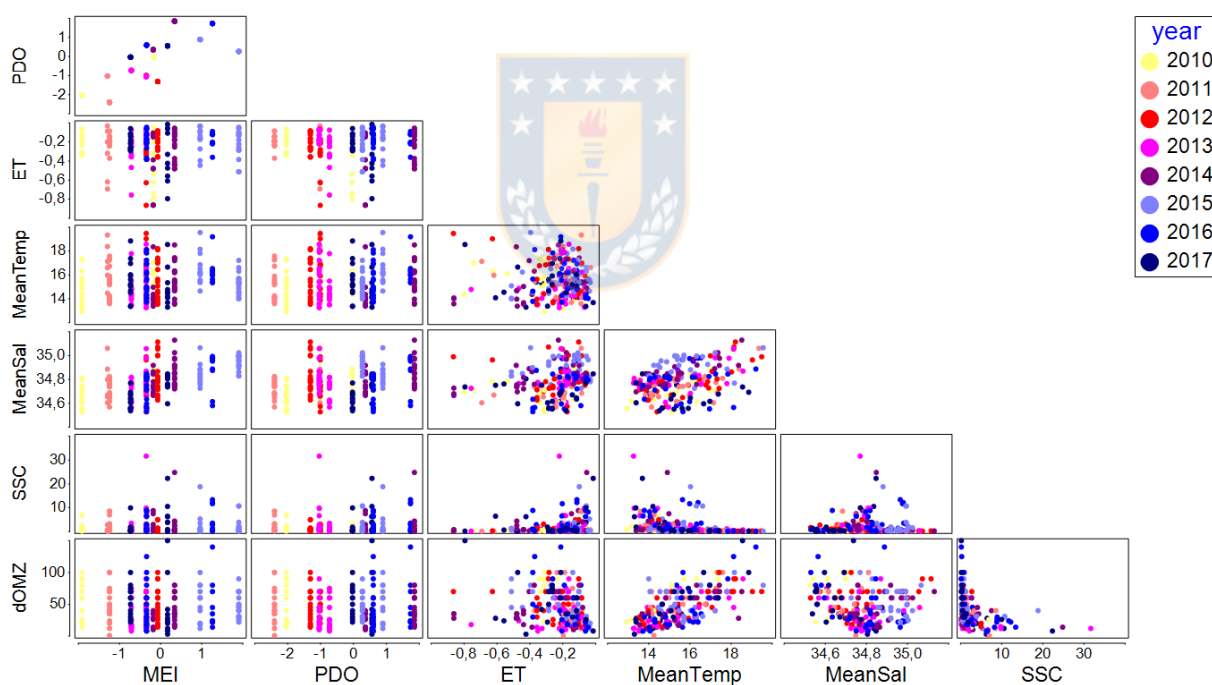 PDO
1
0
-1
-2
year
2010
2011
2012
2013
2014
2015
2016
2017
ET
-0,2
-0,4
-0,6
-0,8
MeanTemp
18
16
14
MeanSal
35,0
34,8
34,6
SSC
30
20
10
dOMZ
100
50
-1 0 1
-2 -1 0 1
-0,8 -0,6 -0,4 -0,2
14 16 18
34,6 34,8 35,0
10 20 30
MEI PDO ET MeanTemp MeanSal SSC